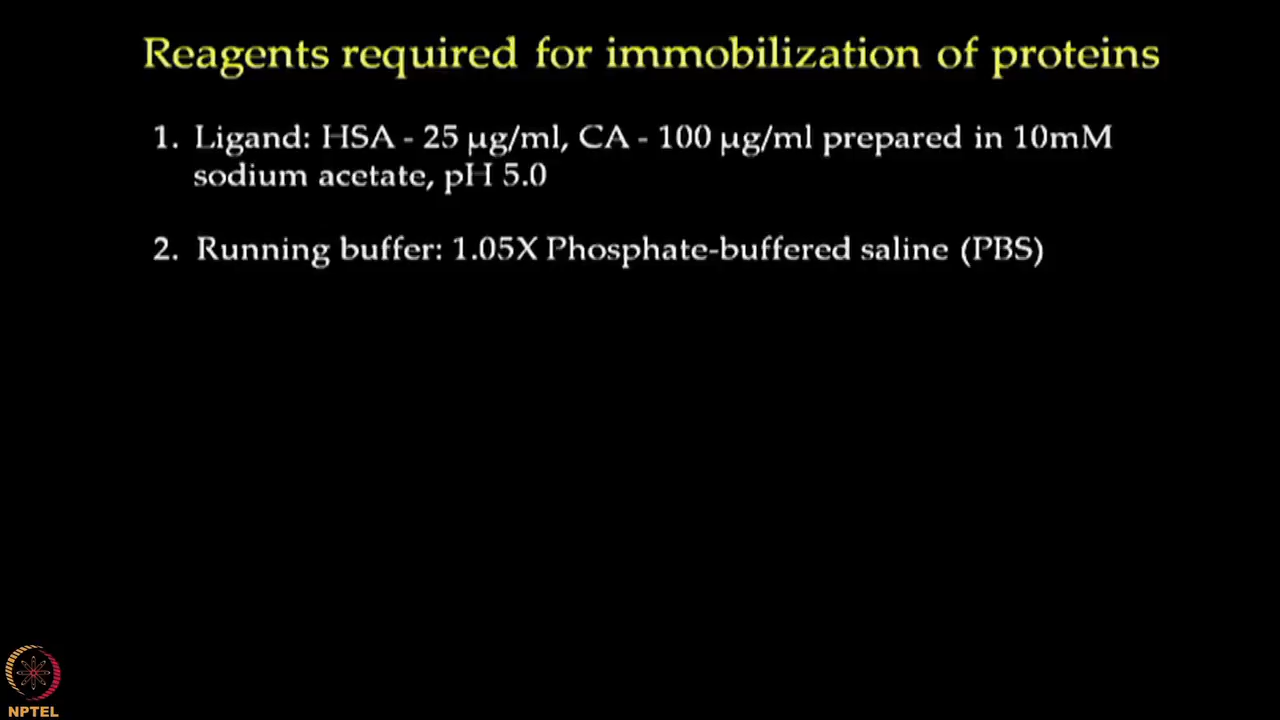 Reagents required for immobilization of proteins
1. Ligand: HSA - 25 µg/ml, CA - 100 µg/ml prepared in 10mM
sodium acetate, pH 5.0
2. Running buffer: 1.05X Phosphate-buffered saline (PBS)
NPTEL